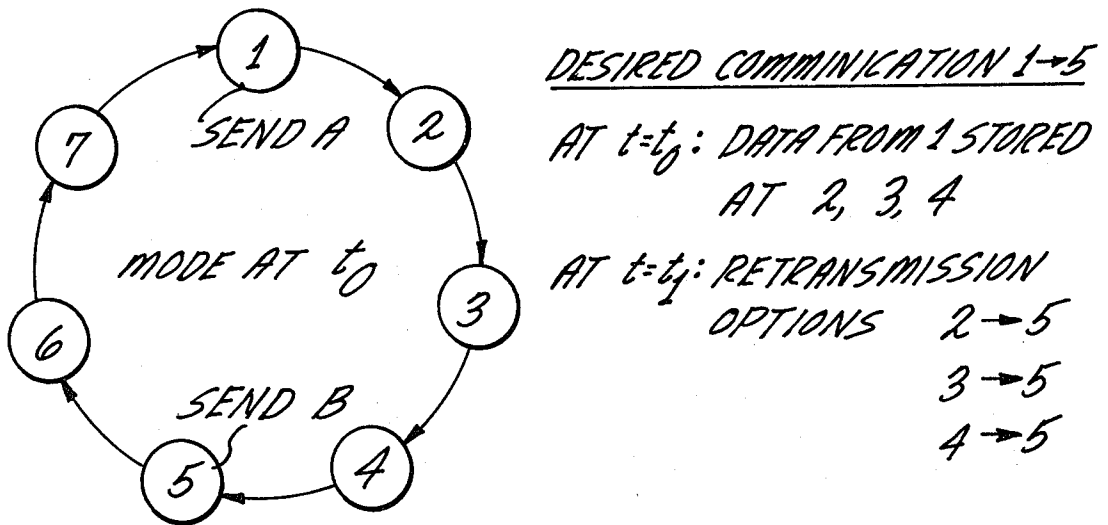 1
2
3
4
5
6
7
SEND A
MODE AT t₀
SEND B
DESIRED COMMINICATION 1→5
AT t=t₀: DATA FROM 1 STORED
AT 2, 3, 4
AT t=t₁: RETRANSMISSION
OPTIONS 2→5
3→5
4→5